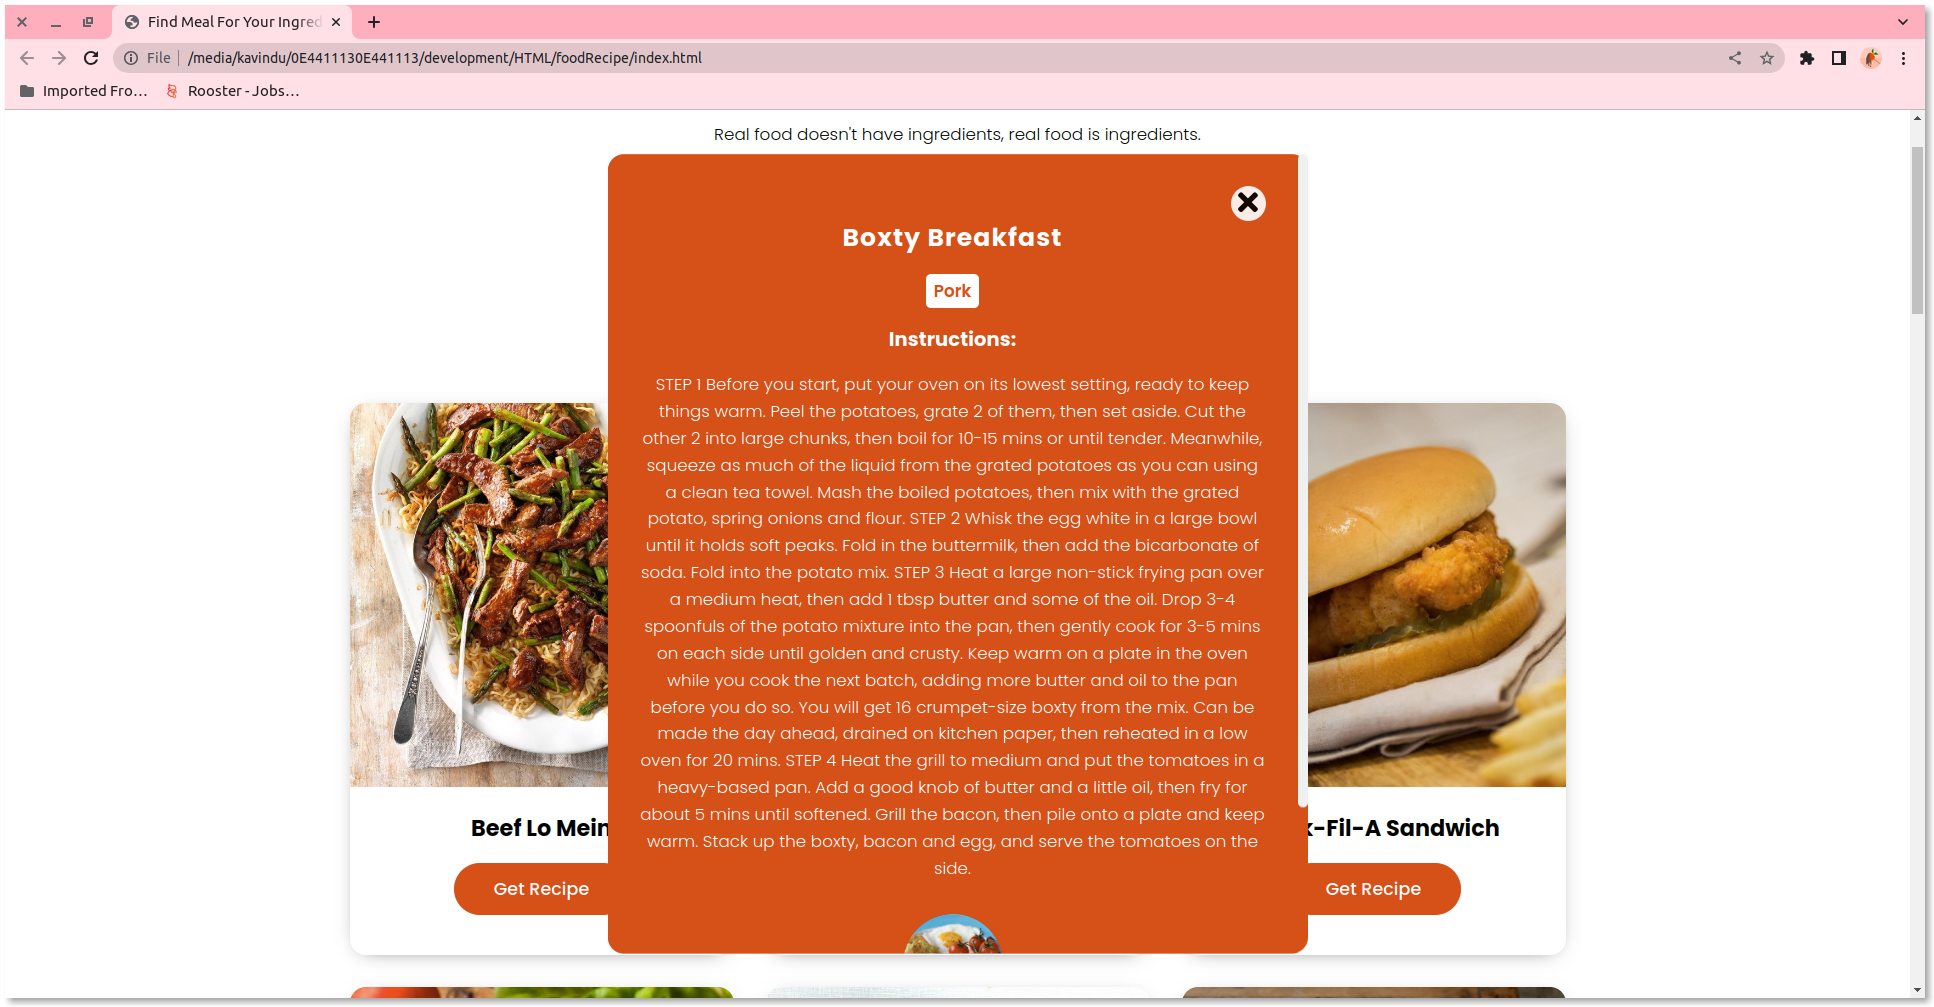 Find Meal For Your Ingred
File
/media/kavindu/0E4411130E441113/development/HTML/foodRecipe/index.html
Imported Fro...
Rooster - Jobs...
Real food doesn't have ingredients, real food is ingredients.
Boxty Breakfast
Pork
Instructions:
STEP 1 Before you start, put your oven on its lowest setting, ready to keep
things warm. Peel the potatoes, grate 2 of them, then set aside. Cut the
other 2 into large chunks, then boil for 10-15 mins or until tender. Meanwhile,
squeeze as much of the liquid from the grated potatoes as you can using
a clean tea towel. Mash the boiled potatoes, then mix with the grated
potato, spring onions and flour. STEP 2 Whisk the egg white in a large bowl
until it holds soft peaks. Fold in the buttermilk, then add the bicarbonate of
soda. Fold into the potato mix. STEP 3 Heat a large non-stick frying pan over
a medium heat, then add 1 tbsp butter and some of the oil. Drop 3-4
spoonfuls of the potato mixture into the pan, then gently cook for 3-5 mins
on each side until golden and crusty. Keep warm on a plate in the oven
while you cook the next batch, adding more butter and oil to the pan
before you do so. You will get 16 crumpet-size boxty from the mix. Can be
made the day ahead, drained on kitchen paper, then reheated in a low
oven for 20 mins. STEP 4 Heat the grill to medium and put the tomatoes in a
heavy-based pan. Add a good knob of butter and a little oil, then fry for
about 5 mins until softened. Grill the bacon, then pile onto a plate and keep
warm. Stack up the boxty, bacon and egg, and serve the tomatoes on the
side.
Beef Lo Mein
Get Recipe
k-Fil-A Sandwich
Get Recipe